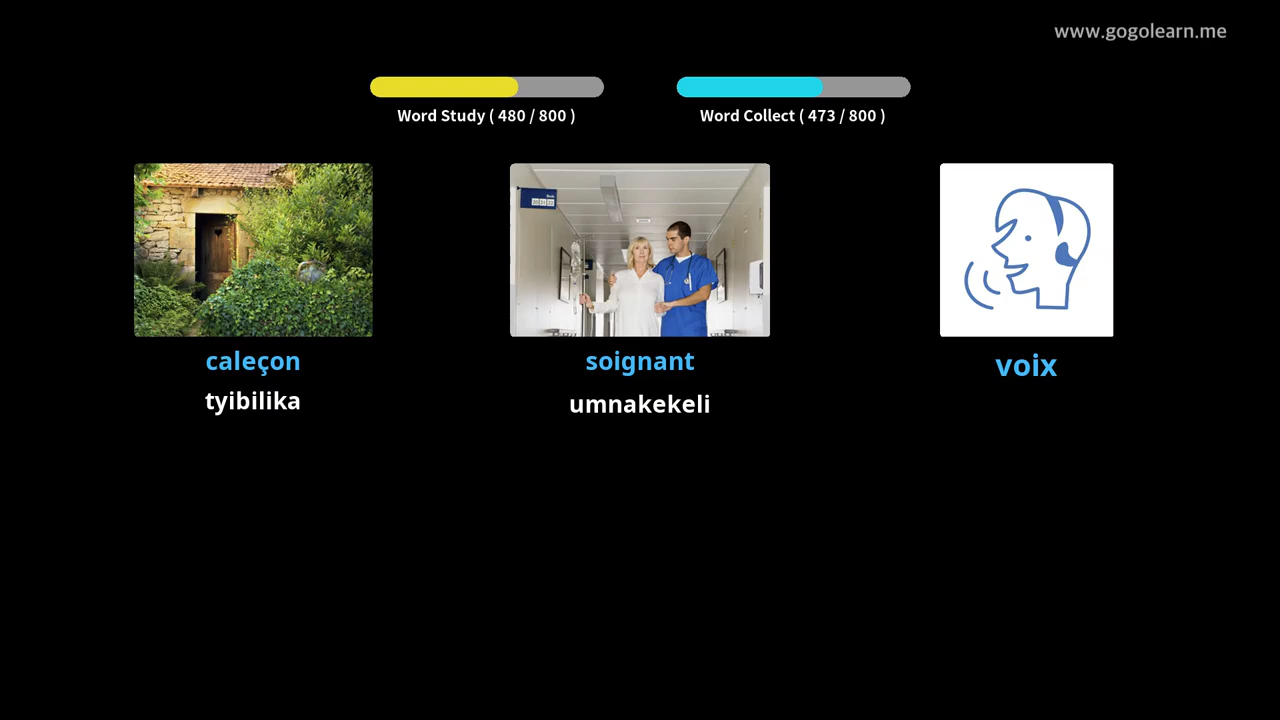 www.gogolearn.me
Word Study ( 480 / 800 )
Word Collect ( 473 / 800 )
caleçon
soignant
voix
tyibilika
umnakekeli